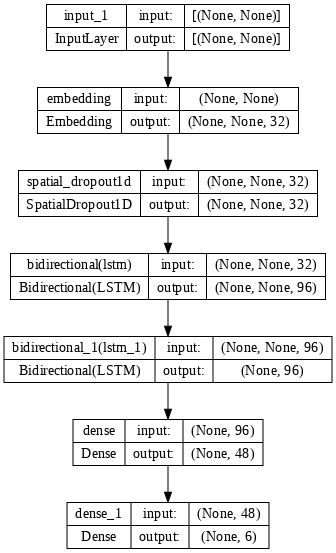 input_1 input: [(None, None)]
InputLayer output: [(None, None)]
embedding input: (None, None)
Embedding output: (None, None, 32)
spatial_dropout1d input: (None, None, 32)
SpatialDropout1D output: (None, None, 32)
bidirectional(lstm) input: (None, None, 32)
Bidirectional(LSTM) output: (None, None, 96)
bidirectional_1(lstm_1) input: (None, None, 96)
Bidirectional(LSTM) output: (None, 96)
dense input: (None, 96)
Dense output: (None, 48)
dense_1 input: (None, 48)
Dense output: (None, 6)